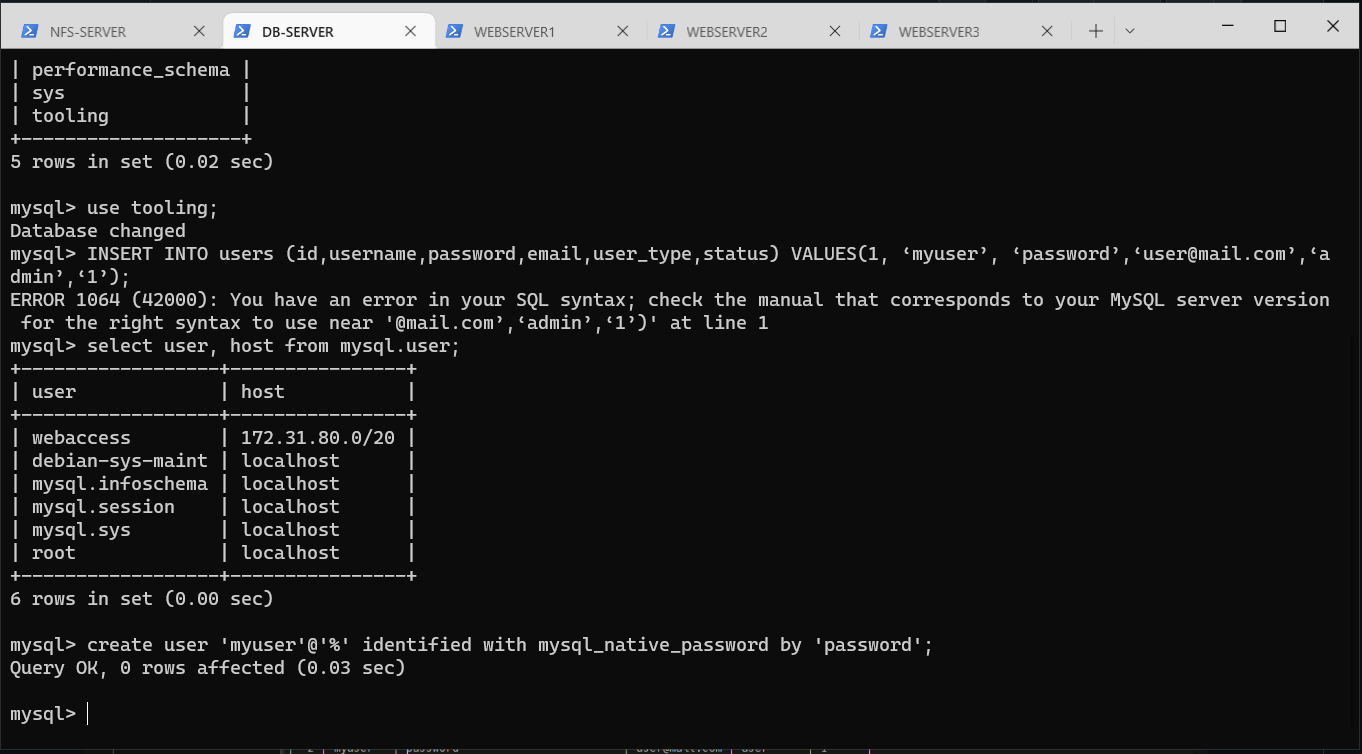 NFS-SERVER DB-SERVER WEBSERVER1 WEBSERVER2 WEBSERVER3
| performance_schema |
| sys                |
| tooling            |
+--------------------+
5 rows in set (0.02 sec)

mysql> use tooling;
Database changed
mysql> INSERT INTO users (id,username,password,email,user_type,status) VALUES(1, ‘myuser’, ‘password’,‘user@mail.com’,‘a
dmin’,‘1’);
ERROR 1064 (42000): You have an error in your SQL syntax; check the manual that corresponds to your MySQL server version
 for the right syntax to use near '@mail.com’,‘admin’,‘1’)' at line 1
mysql> select user, host from mysql.user;
+------------------+----------------+
| user             | host           |
+------------------+----------------+
| webaccess        | 172.31.80.0/20 |
| debian-sys-maint | localhost      |
| mysql.infoschema | localhost      |
| mysql.session    | localhost      |
| mysql.sys        | localhost      |
| root             | localhost      |
+------------------+----------------+
6 rows in set (0.00 sec)

mysql> create user 'myuser'@'%' identified with mysql_native_password by 'password';
Query OK, 0 rows affected (0.03 sec)

mysql>